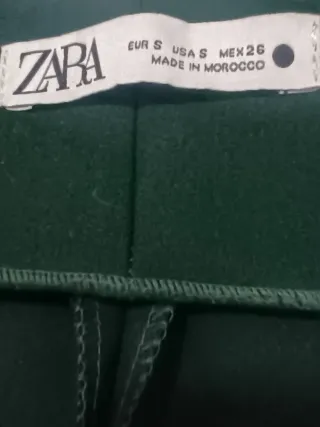 ZARA
EUR S USA S MEX 26
MADE IN MOROCCO